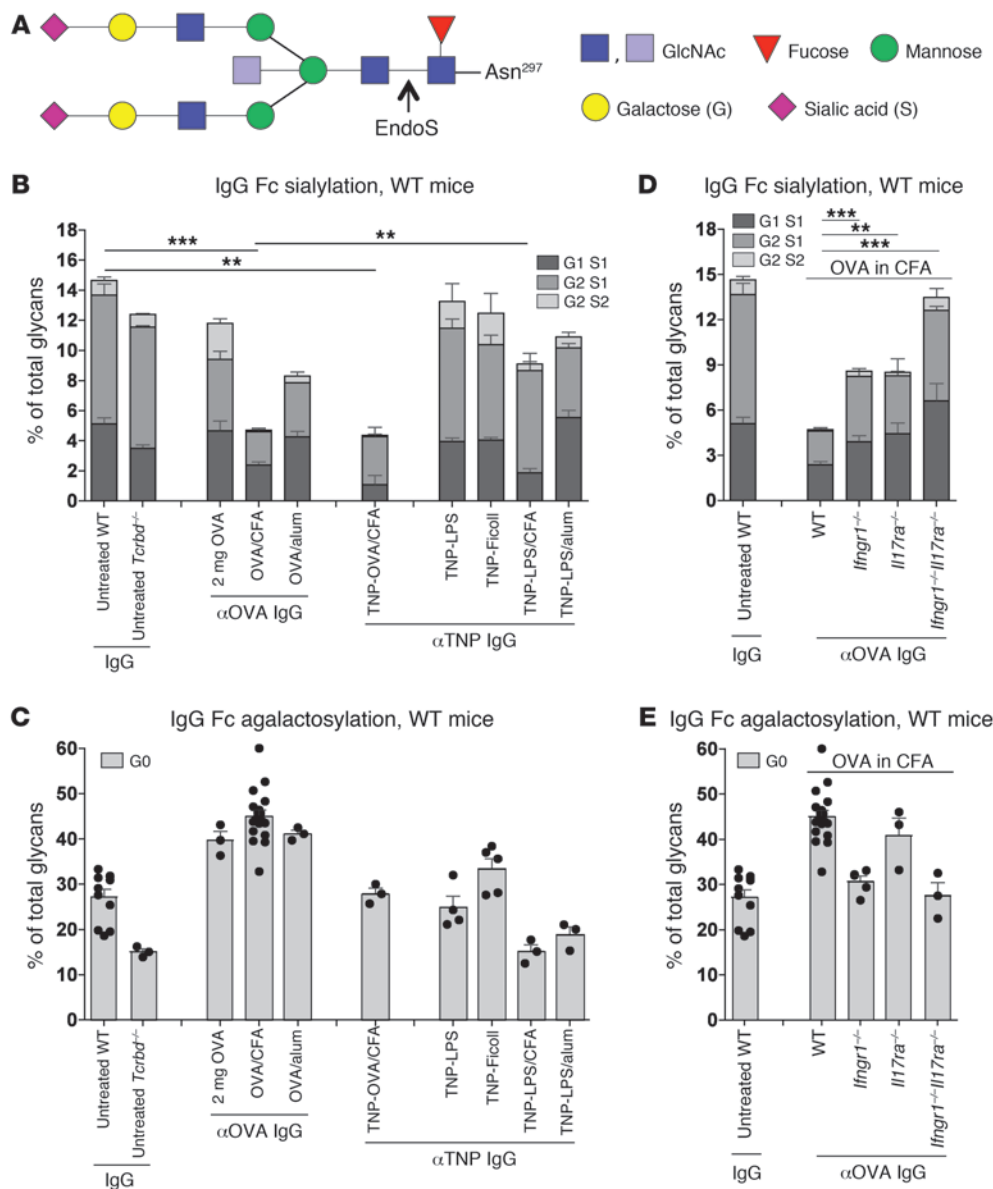 A
Asn²⁹⁷
EndoS
, GlcNAc
Fucose
Mannose
Galactose (G)
Sialic acid (S)
B
IgG Fc sialylation, WT mice
% of total glycans
18
16
14
12
10
8
6
4
2
0
***
**
**
G1 S1
G2 S1
G2 S2
Untreated WT
Untreated Tcrbd⁻/⁻
2 mg OVA
OVA/CFA
OVA/alum
TNP-OVA/CFA
TNP-LPS
TNP-Ficoll
TNP-LPS/CFA
TNP-LPS/alum
IgG
αOVA IgG
αTNP IgG
D
IgG Fc sialylation, WT mice
% of total glycans
18
15
12
9
6
3
0
G1 S1
G2 S1
G2 S2
***
**
***
OVA in CFA
Untreated WT
WT
Ifngr1⁻/⁻
Il17ra⁻/⁻
Ifngr1⁻/⁻Il17ra⁻/⁻
IgG
αOVA IgG
C
IgG Fc agalactosylation, WT mice
% of total glycans
60
50
40
30
20
10
0
G0
Untreated WT
Untreated Tcrbd⁻/⁻
2 mg OVA
OVA/CFA
OVA/alum
TNP-OVA/CFA
TNP-LPS
TNP-Ficoll
TNP-LPS/CFA
TNP-LPS/alum
IgG
αOVA IgG
αTNP IgG
E
IgG Fc agalactosylation, WT mice
% of total glycans
60
50
40
30
20
10
0
G0
OVA in CFA
Untreated WT
WT
Ifngr1⁻/⁻
Il17ra⁻/⁻
Ifngr1⁻/⁻Il17ra⁻/⁻
IgG
αOVA IgG